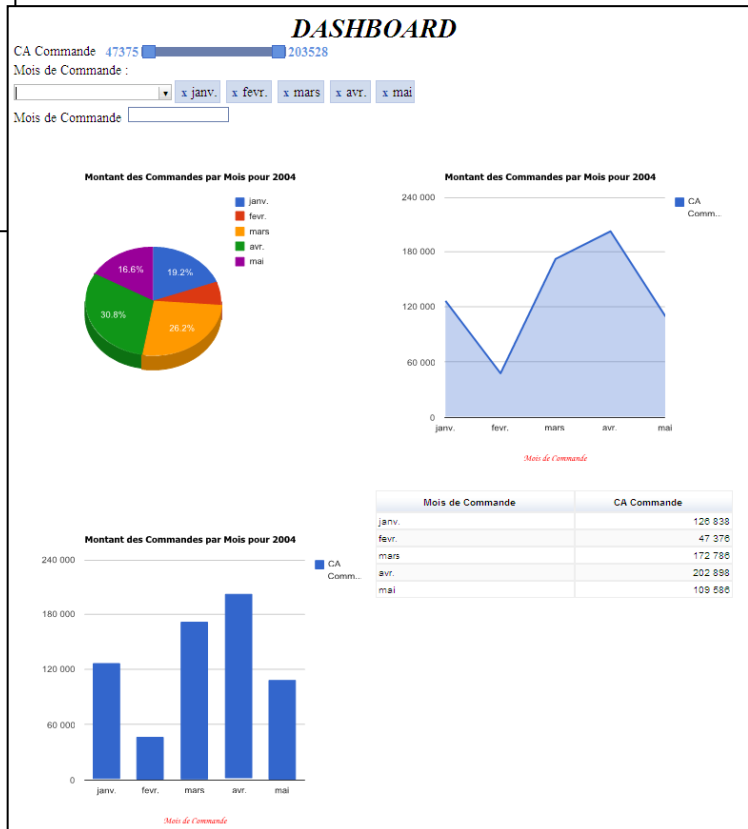 DASHBOARD
CA Commande 47375 203528
Mois de Commande :
x janv. x fevr. x mars x avr. x mai
Mois de Commande
Montant des Commandes par Mois pour 2004
janv.
fevr.
mars
avr.
mai
19.2%
16.6%
30.8%
26.2%
Montant des Commandes par Mois pour 2004
CA
Comm...
240 000
180 000
120 000
60 000
0
janv. fevr. mars avr. mai
Mois de Commande
Mois de Commande CA Commande
janv. 126 838
fevr. 47 376
mars 172 786
avr. 202 898
mai 109 586
Montant des Commandes par Mois pour 2004
CA
Comm...
240 000
180 000
120 000
60 000
0
janv. fevr. mars avr. mai
Mois de Commande